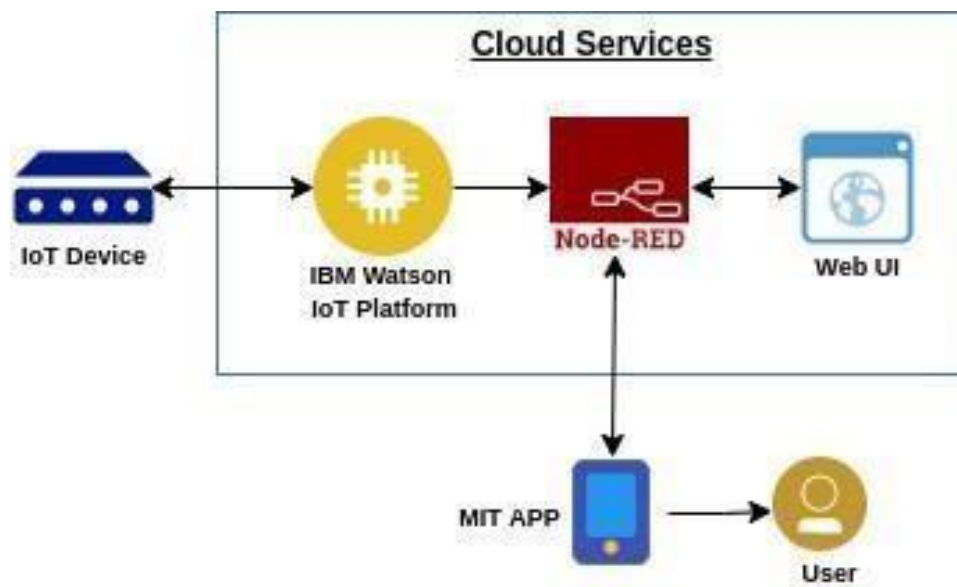 Cloud Services
IoT Device
IBM Watson
IoT Platform
Node-RED
Web UI
MIT APP
User